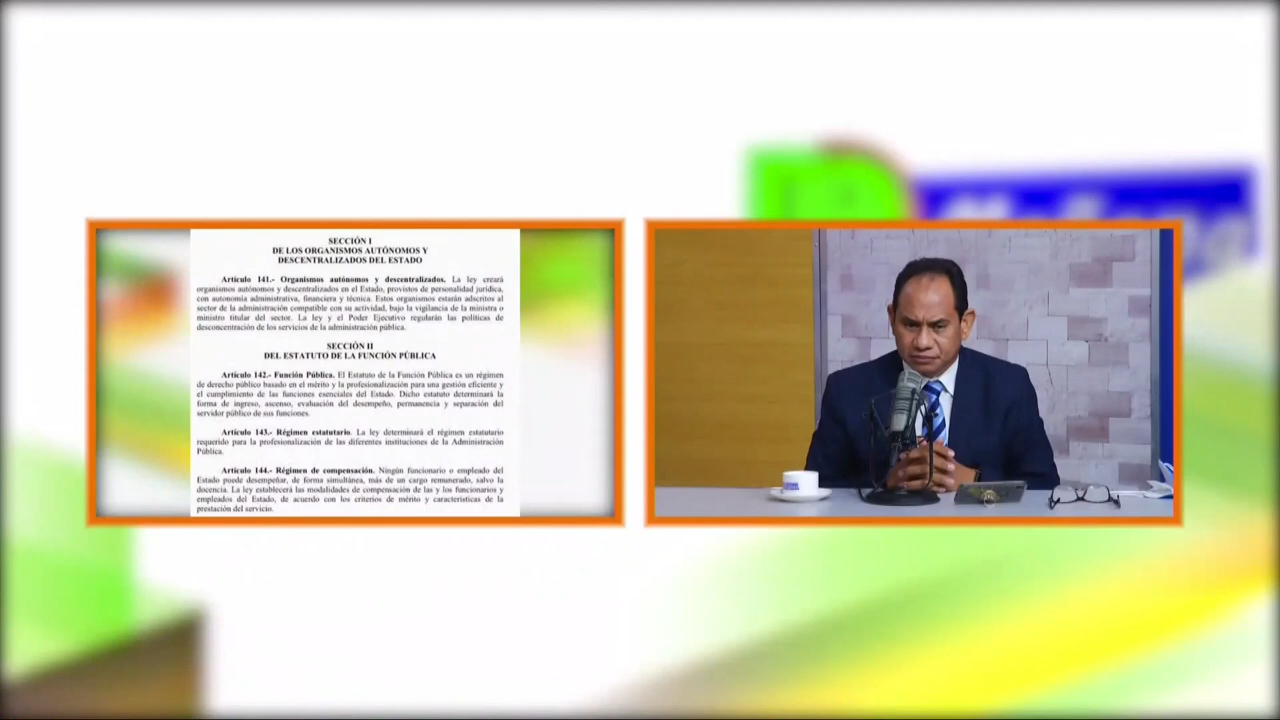 SECCIÓN I
DE LOS ORGANISMOS AUTÓNOMOS Y
DESCENTRALIZADOS DEL ESTADO
Artículo 141.- Organismos autónomos y descentralizados. La ley creará
organismos autónomos y descentralizados en el Estado, provistos de personalidad jurídica,
con autonomía administrativa, financiera y técnica. Estos organismos estarán adscritos al
sector de la administración compatible con su actividad, bajo la vigilancia de la ministra o
ministro titular del sector. La ley y el Poder Ejecutivo regularán las políticas de
desconcentración de los servicios de la administración pública.
SECCIÓN II
DEL ESTATUTO DE LA FUNCIÓN PÚBLICA
Artículo 142.- Función Pública. El Estatuto de la Función Pública es un régimen
de derecho público basado en el mérito y la profesionalización para una gestión eficiente y
el cumplimiento de las funciones esenciales del Estado. Dicho estatuto determinará la
forma de ingreso, ascenso, evaluación del desempeño, permanencia y separación del
servidor público de sus funciones.
Artículo 143.- Régimen estatutario. La ley determinará el régimen estatutario
requerido para la profesionalización de las diferentes instituciones de la Administración
Pública.
Artículo 144.- Régimen de compensación. Ningún funcionario o empleado del
Estado puede desempeñar, de forma simultánea, más de un cargo remunerado, salvo la
docencia. La ley establecerá las modalidades de compensación de las y los funcionarios y
empleados del Estado, de acuerdo con los criterios de mérito y características de la
prestación del servicio.